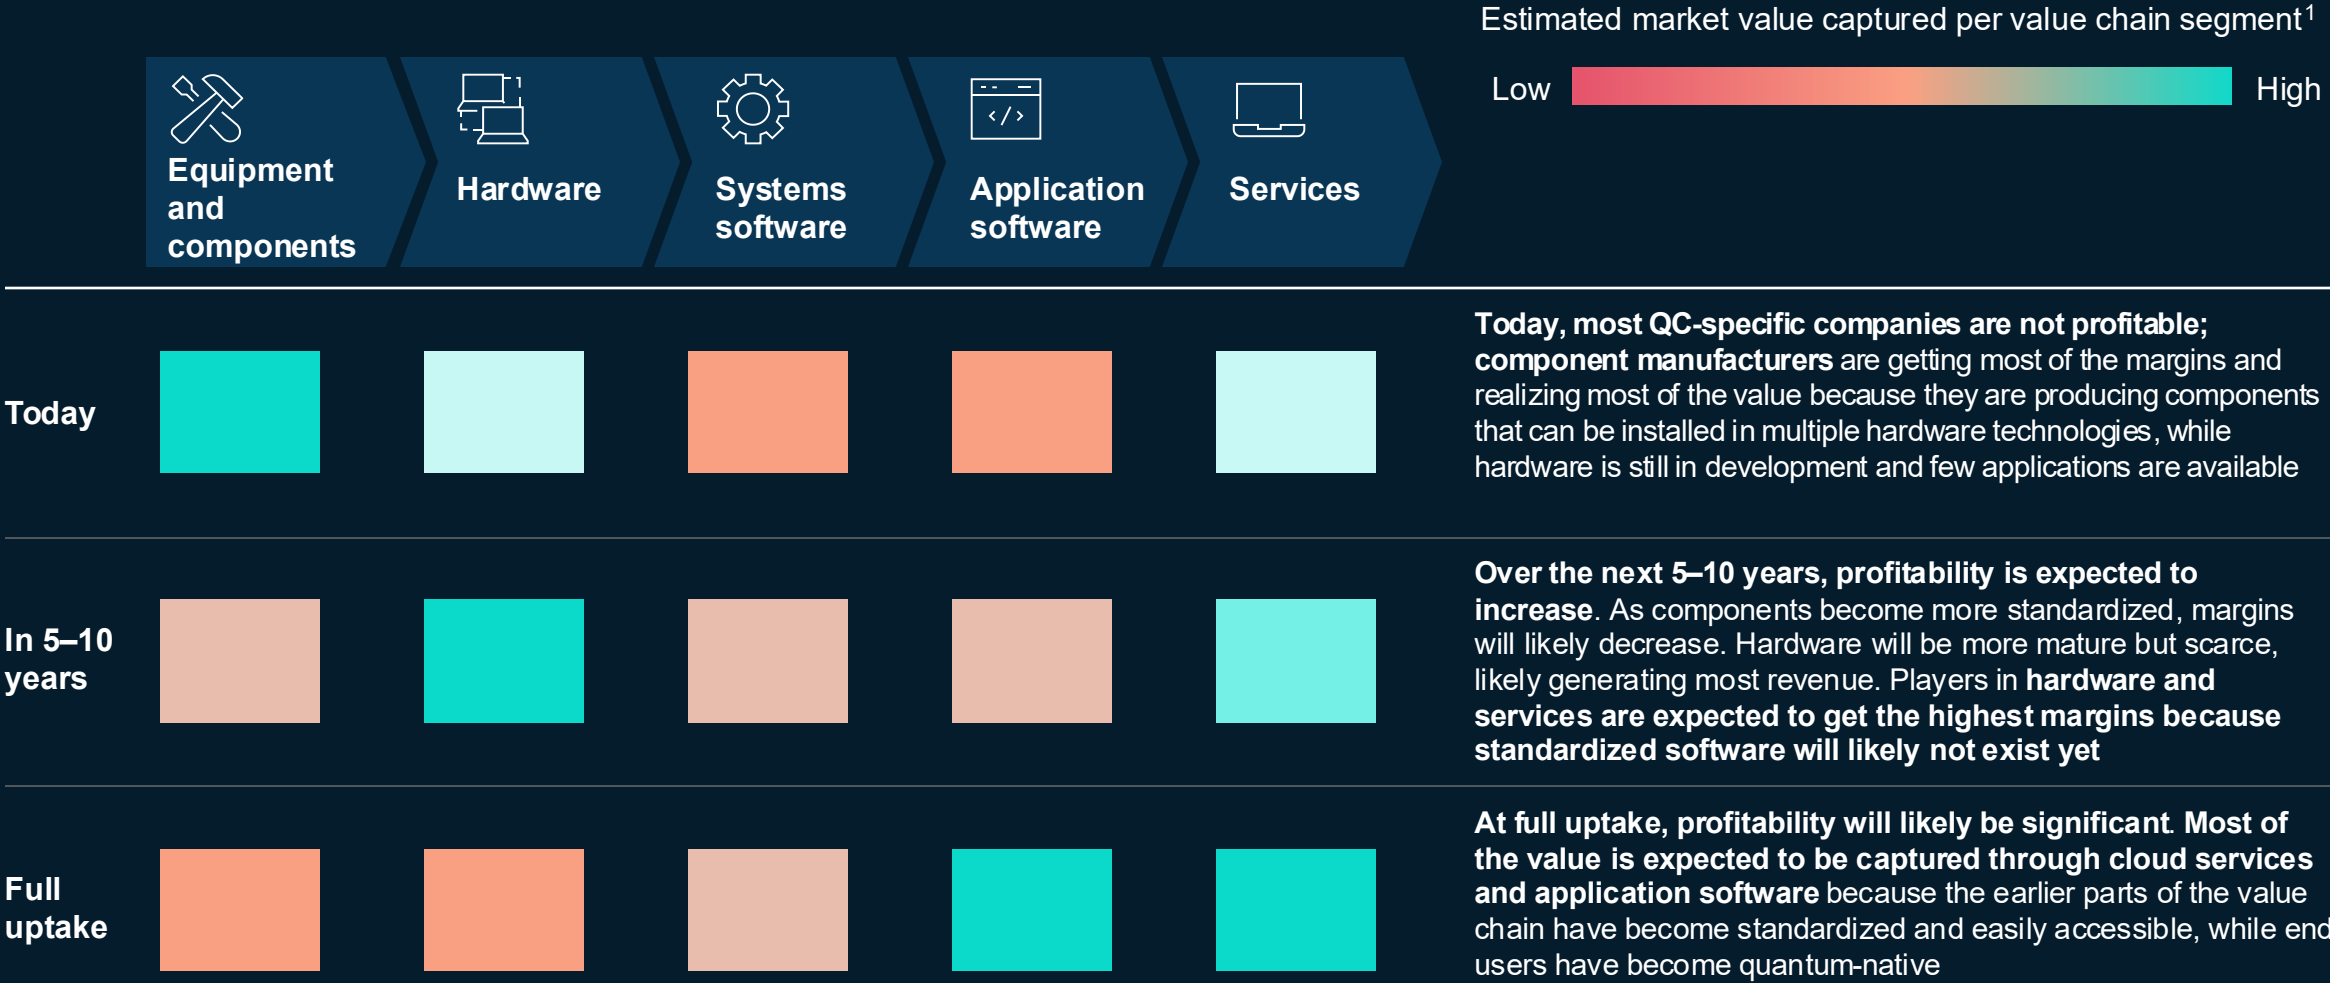 Estimated market value captured per value chain segment1
Low
High
Equipment
and
components
Hardware
Systems
software
</>
Application
software
Services
Today
Today, most QC-specific companies are not profitable;
component manufacturers are getting most of the margins and
realizing most of the value because they are producing components
that can be installed in multiple hardware technologies, while
hardware is still in development and few applications are available
In 5–10
years
Over the next 5–10 years, profitability is expected to
increase. As components become more standardized, margins
will likely decrease. Hardware will be more mature but scarce,
likely generating most revenue. Players in hardware and
services are expected to get the highest margins because
standardized software will likely not exist yet
Full
uptake
At full uptake, profitability will likely be significant. Most of
the value is expected to be captured through cloud services
and application software because the earlier parts of the value
chain have become standardized and easily accessible, while end
users have become quantum-native